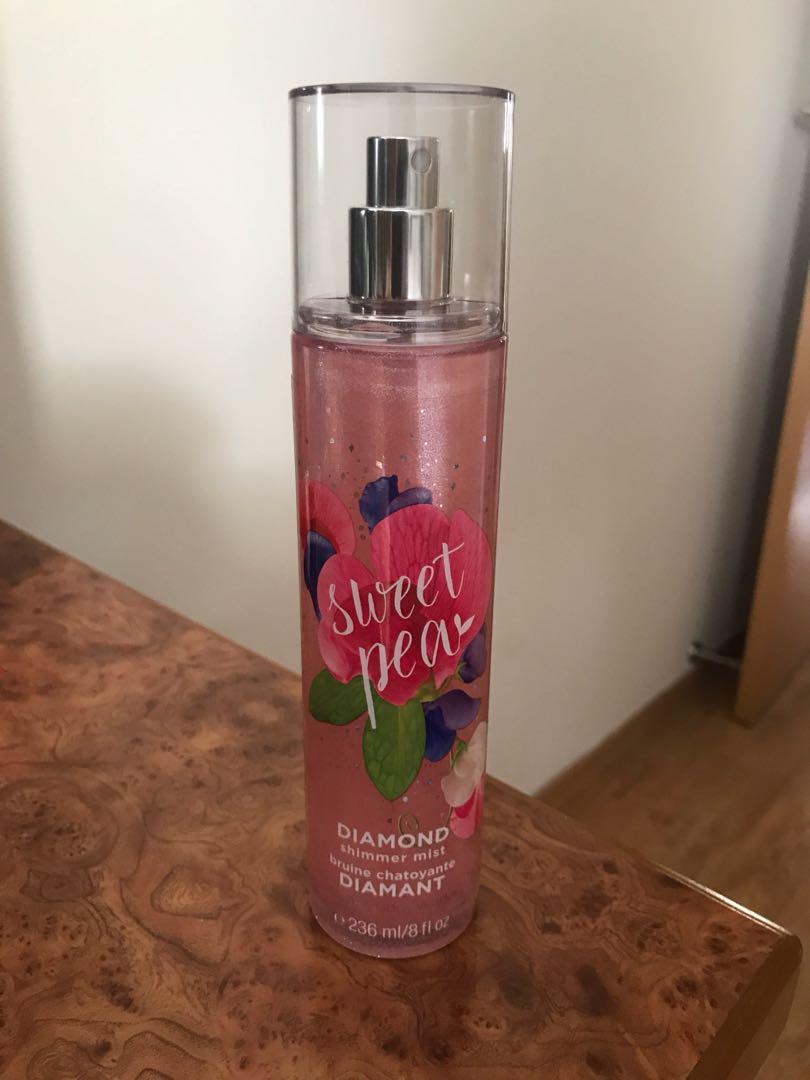 sweet
pea
DIAMOND
shimmer mist
bruine chatoyante
DIAMANT
℮ 236 ml/8 fl oz